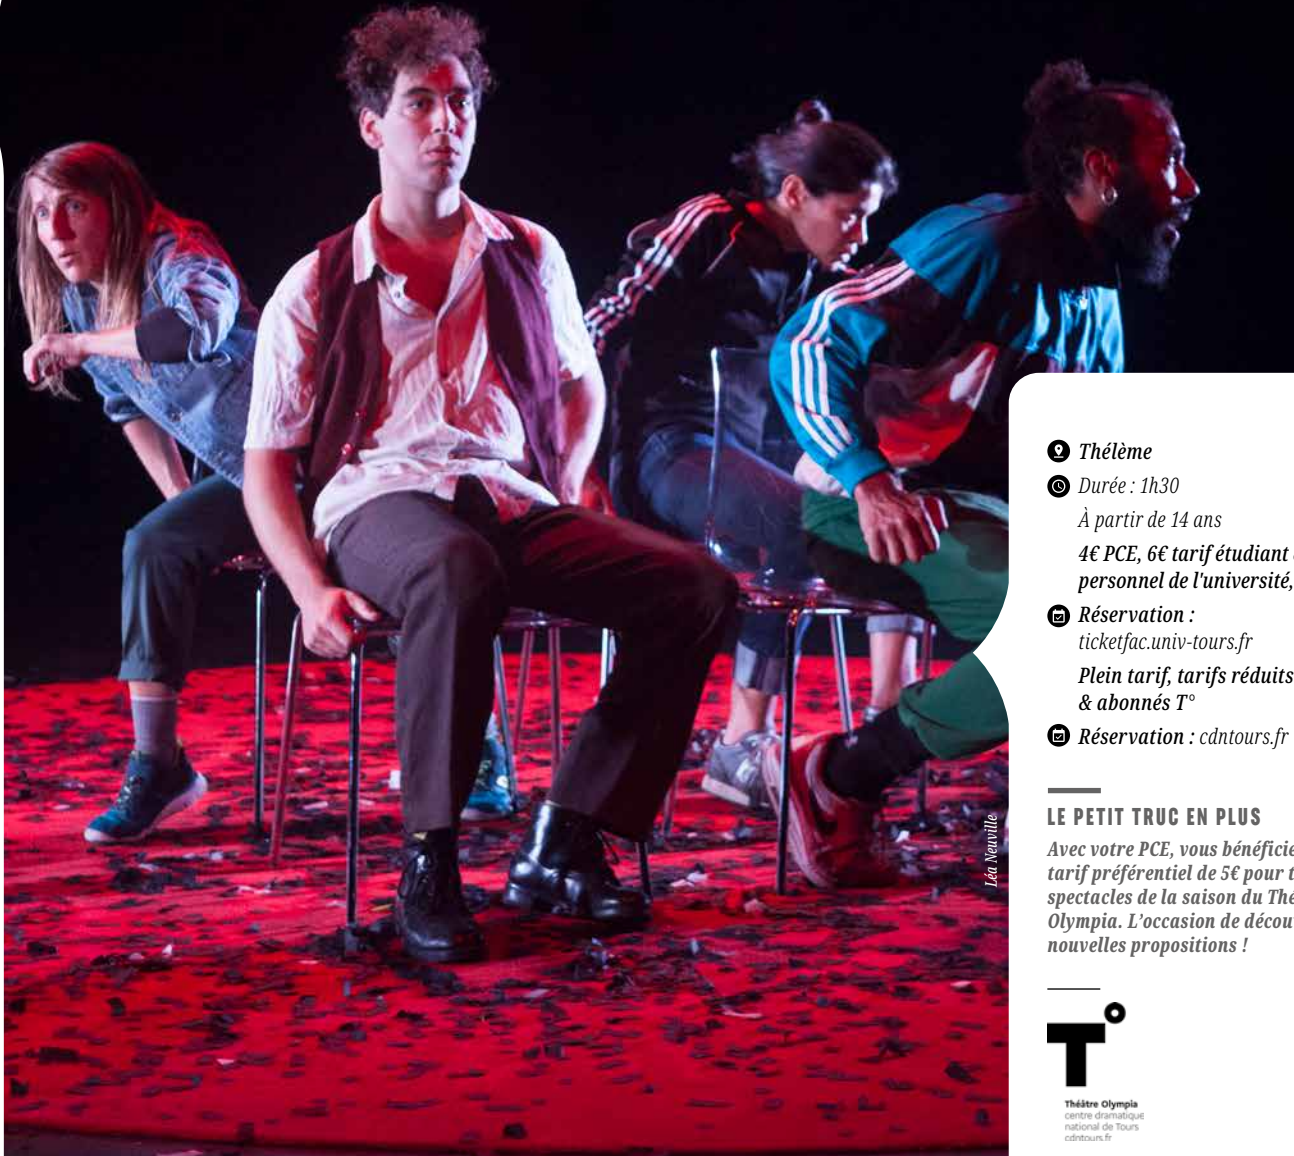 Thélème
Durée : 1h30
À partir de 14 ans
4€ PCE, 6€ tarif étudiant
personnel de l'université,
Réservation :
ticketfac.univ-tours.fr
Plein tarif, tarifs réduits
& abonnés T°
Réservation : cdntours.fr
Léa Neuville
LE PETIT TRUC EN PLUS
Avec votre PCE, vous
tarif préférentiel de 5€ pour
spectacles de la saison du
Olympia. L’occasion de
nouvelles propositions !
T°
Théâtre Olympia
centre dramatique
national de Tours
cdntours.fr